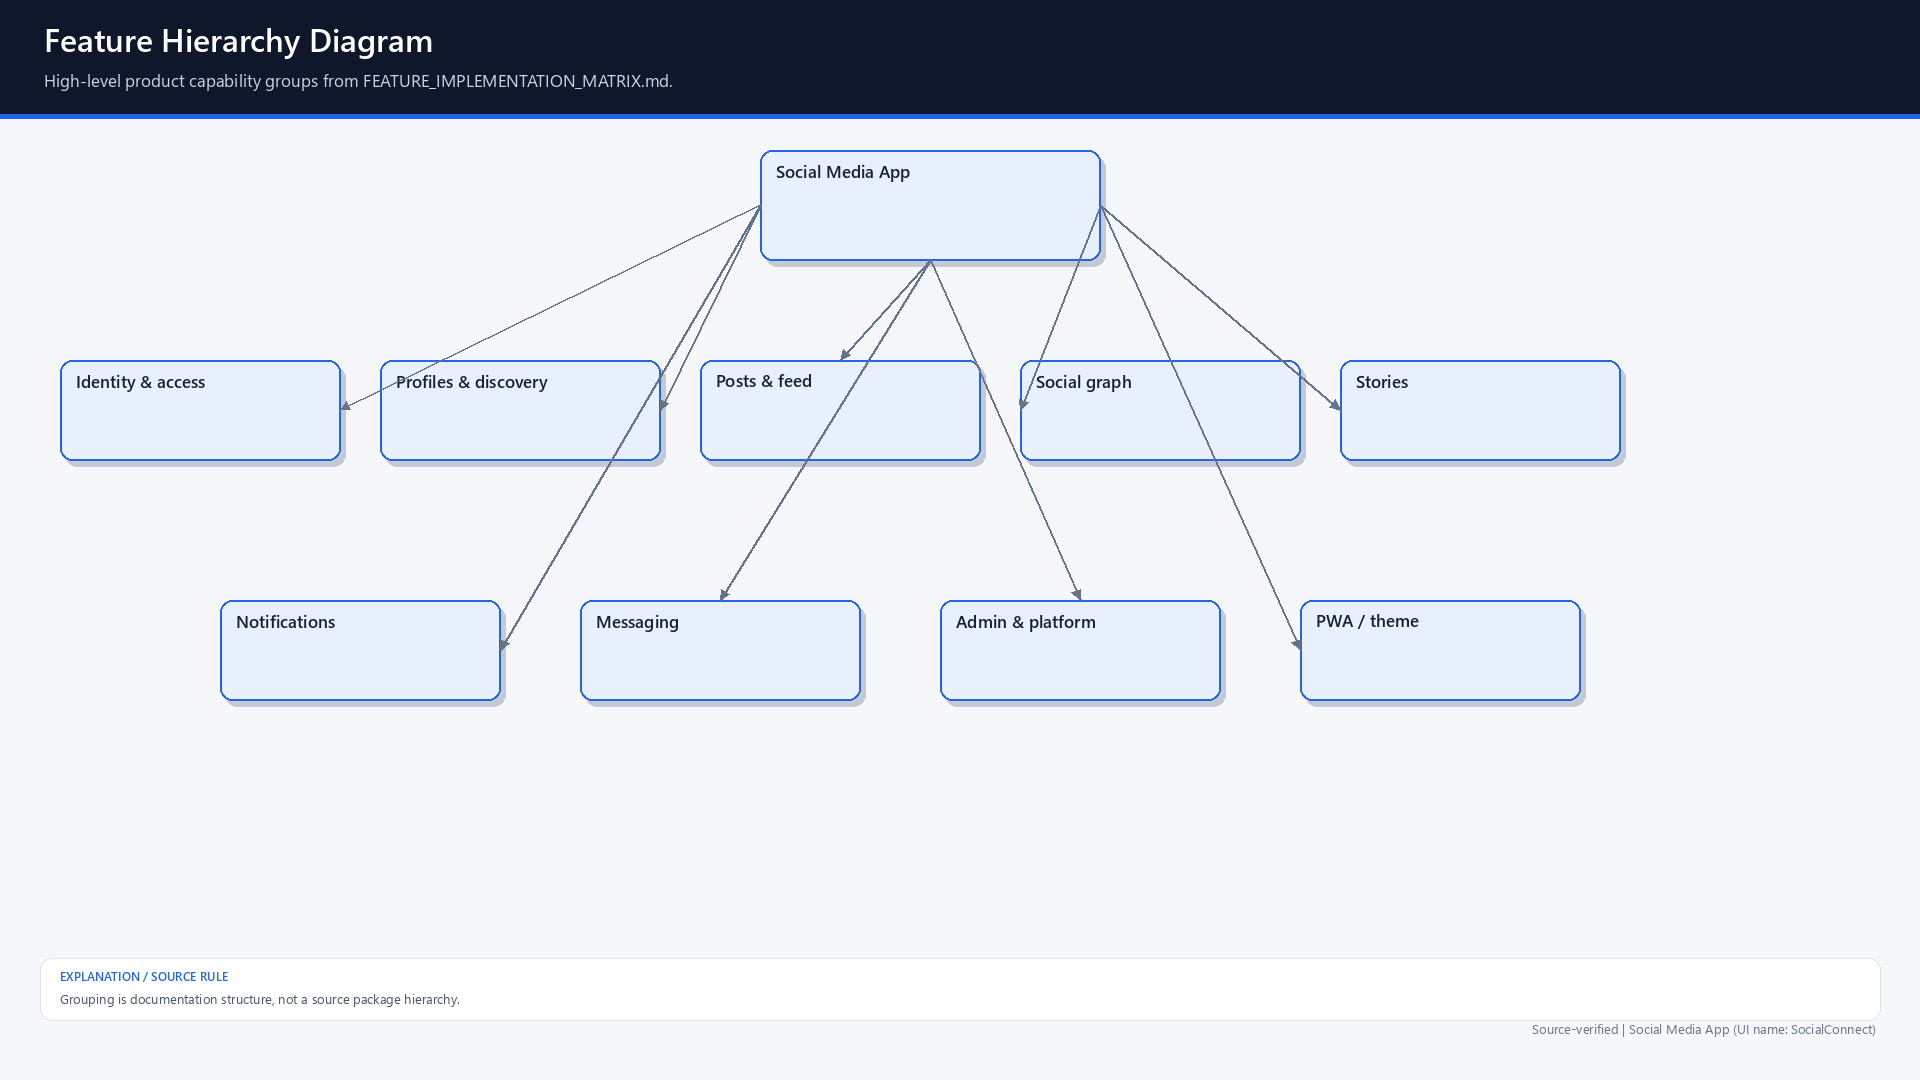 Feature Hierarchy Diagram
High-level product capability groups from FEATURE_IMPLEMENTATION_MATRIX.md.
Social Media App
Identity & access
Profiles & discovery
Posts & feed
Social graph
Stories
Notifications
Messaging
Admin & platform
PWA / theme
EXPLANATION / SOURCE RULE
Grouping is documentation structure, not a source package hierarchy.
Source-verified | Social Media App (UI name: SocialConnect)